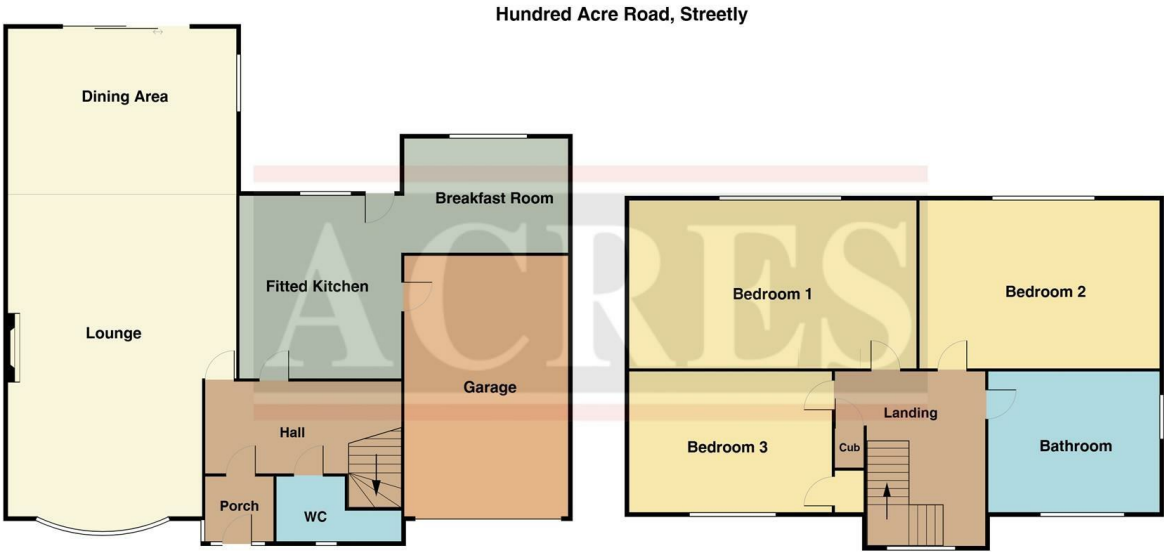 Hundred Acre Road, Streetly
Dining Area
Breakfast Room
Fitted Kitchen
Lounge
Garage
Hall
Porch
WC
Bedroom 1
Bedroom 2
Landing
Bedroom 3
Cub
Bathroom
ACRES